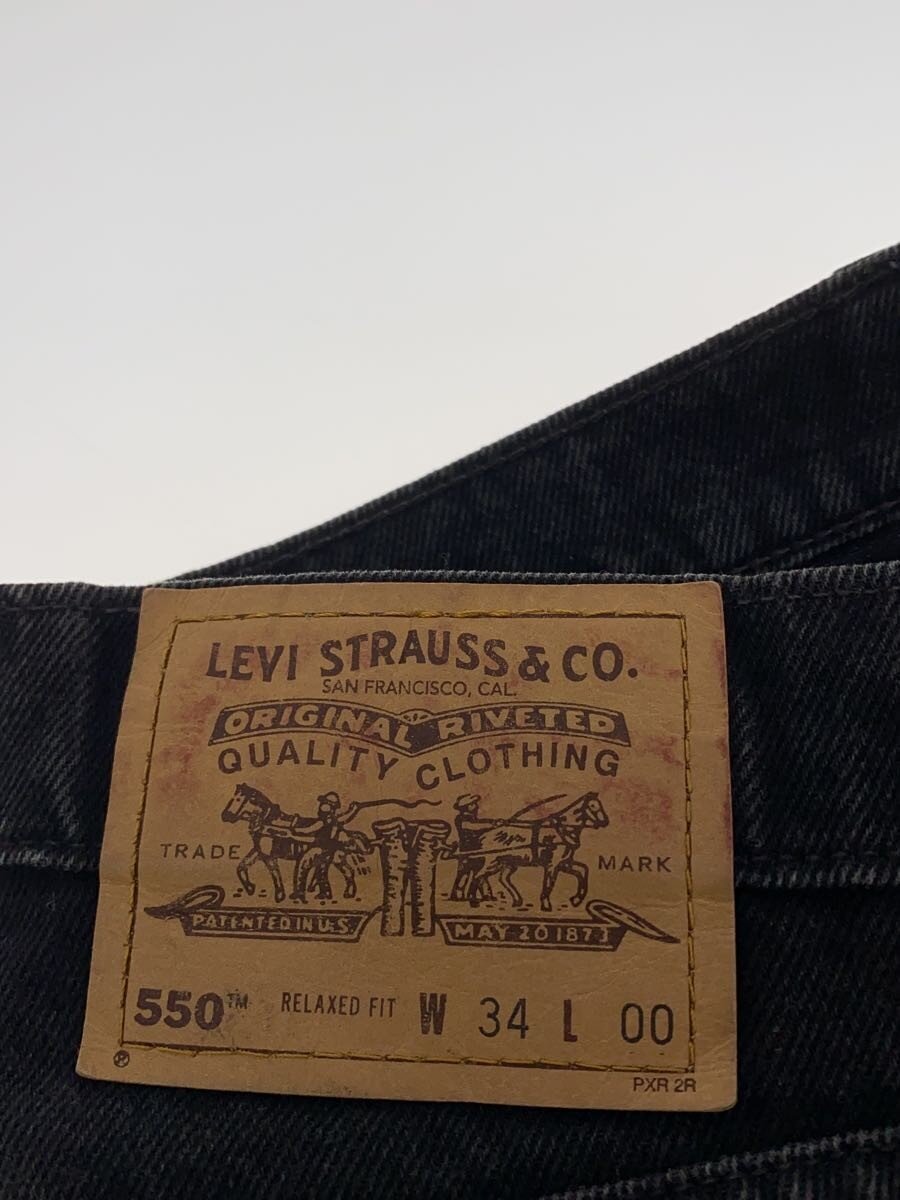 LEVI STRAUSS & CO.
SAN FRANCISCO, CAL.
ORIGINAL RIVETED
QUALITY CLOTHING
TRADE MARK
PATENTED IN U.S. MAY 20 1873
550™ RELAXED FIT W 34 L 00
®
PXR 2R